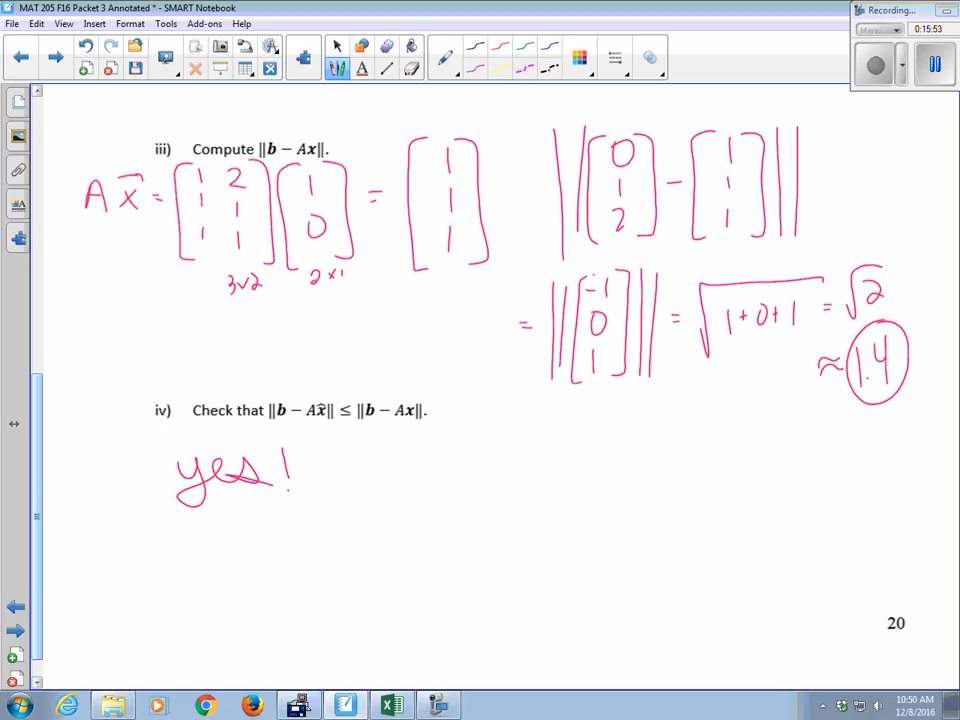 MAT 205 F16 Packet 3 Annotated * - SMART Notebook
File Edit View Insert Format Tools Add-ons Help
Recording...
Menu...
0:15:53
iii) Compute ‖b − Ax‖.
A x⃗ = [1 2; 1 1; 1 1] [1; 0] = [1; 1; 1]
3×2 2×1
‖[0; 1; 2] − [1; 1; 1]‖
= ‖[-1; 0; 1]‖ = √(1+0+1) = √2
≈ 1.4
iv) Check that ‖b − Ax̂‖ ≤ ‖b − Ax‖.
yes!
20
10:50 AM
12/8/2016